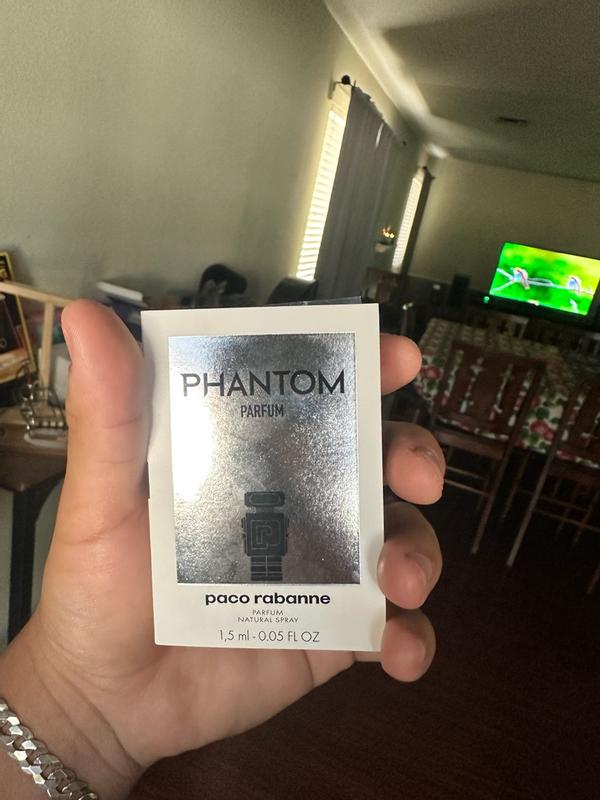 PHANTOM
PARFUM
paco rabanne
PARFUM
NATURAL SPRAY
1,5 ml - 0.05 FL OZ